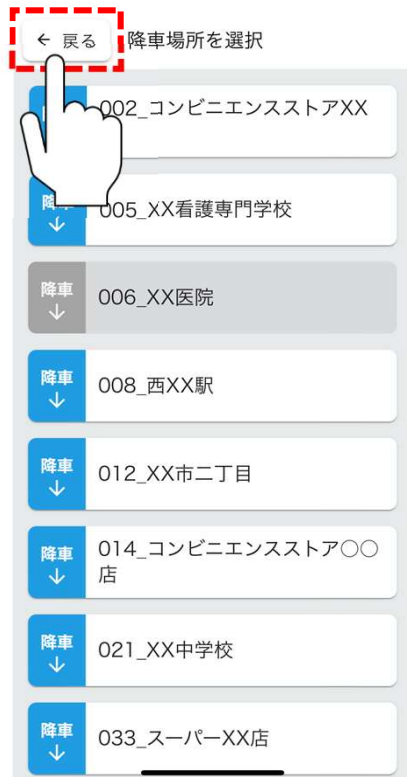 ← 戻る 降車場所を選択
002_コンビニエンスストアXX
降車
↓
005_XX看護専門学校
降車
↓
006_XX医院
降車
↓
008_西XX駅
降車
↓
012_XX市二丁目
降車
↓
014_コンビニエンスストア〇〇
店
降車
↓
021_XX中学校
降車
↓
033_スーパーXX店